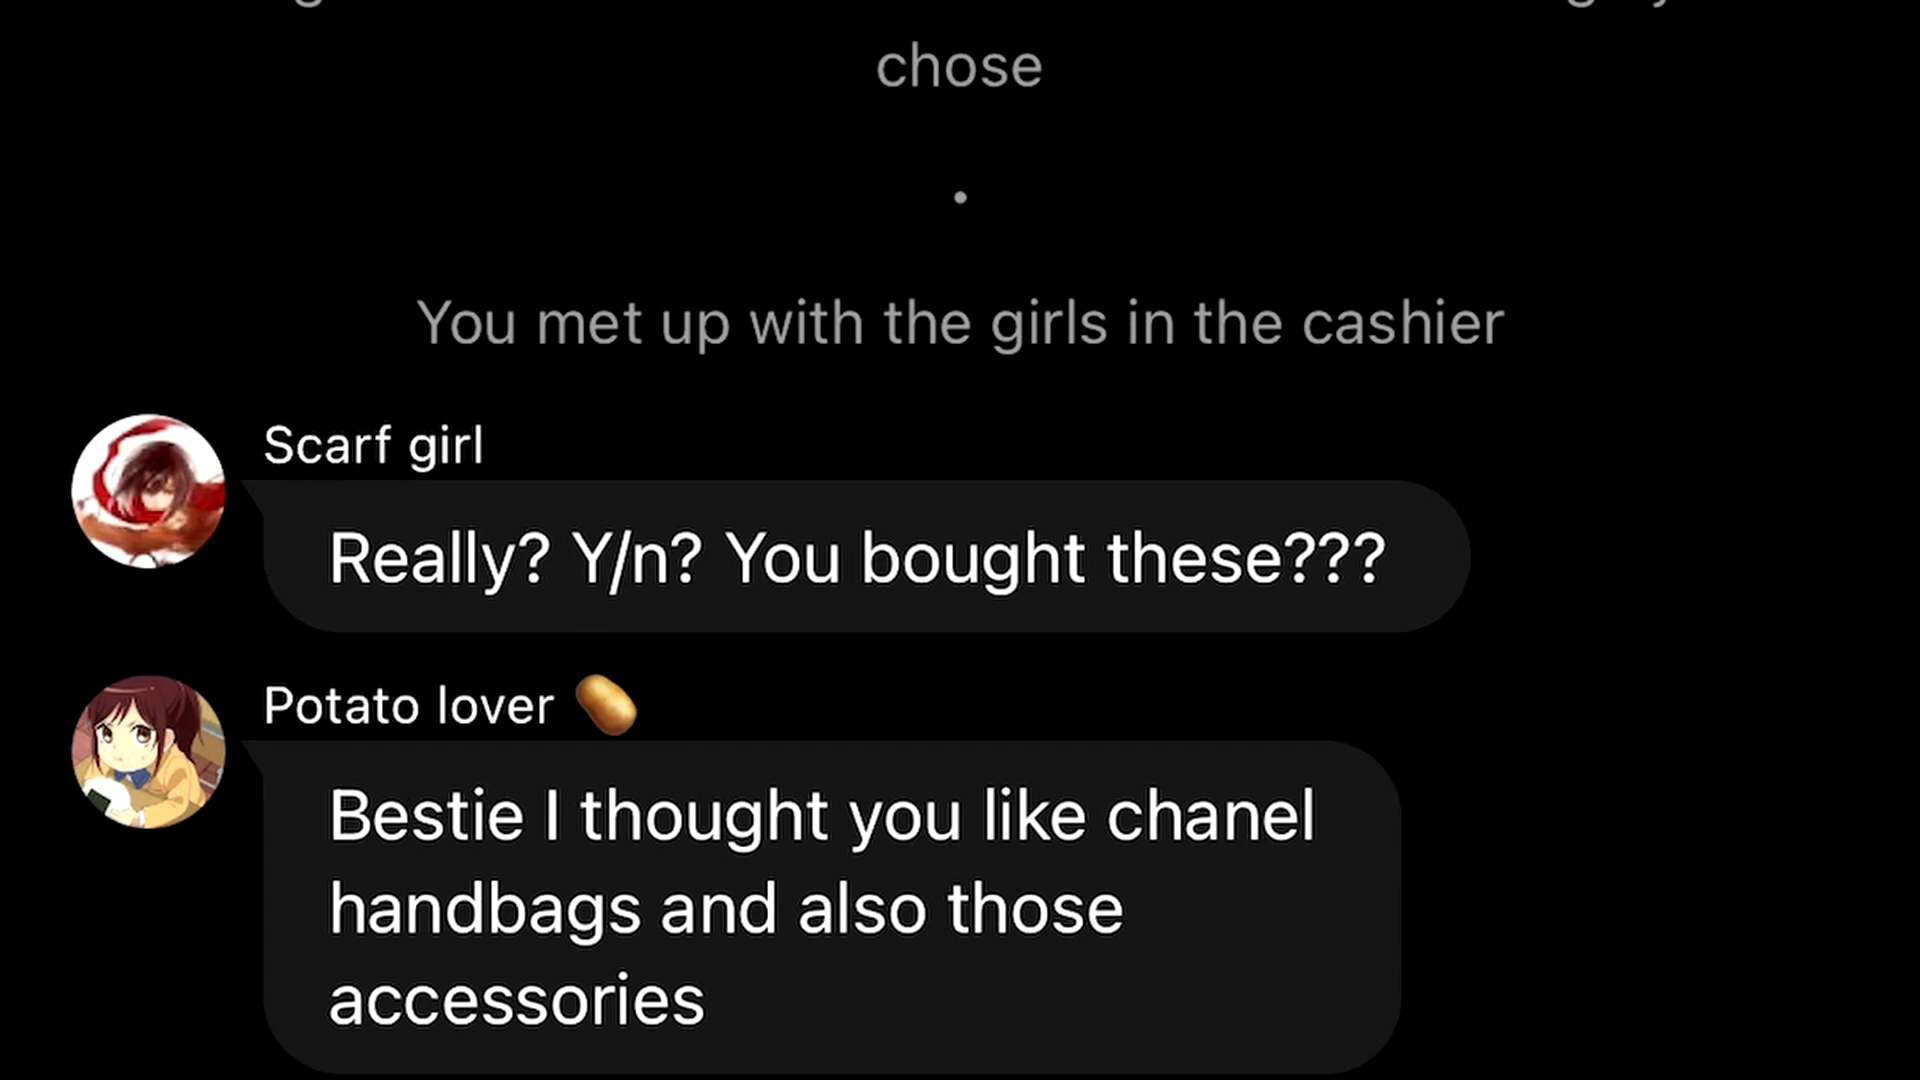 chose
.
You met up with the girls in the cashier
Scarf girl
Really? Y/n? You bought these???
Potato lover 🥔
Bestie I thought you like chanel
handbags and also those
accessories